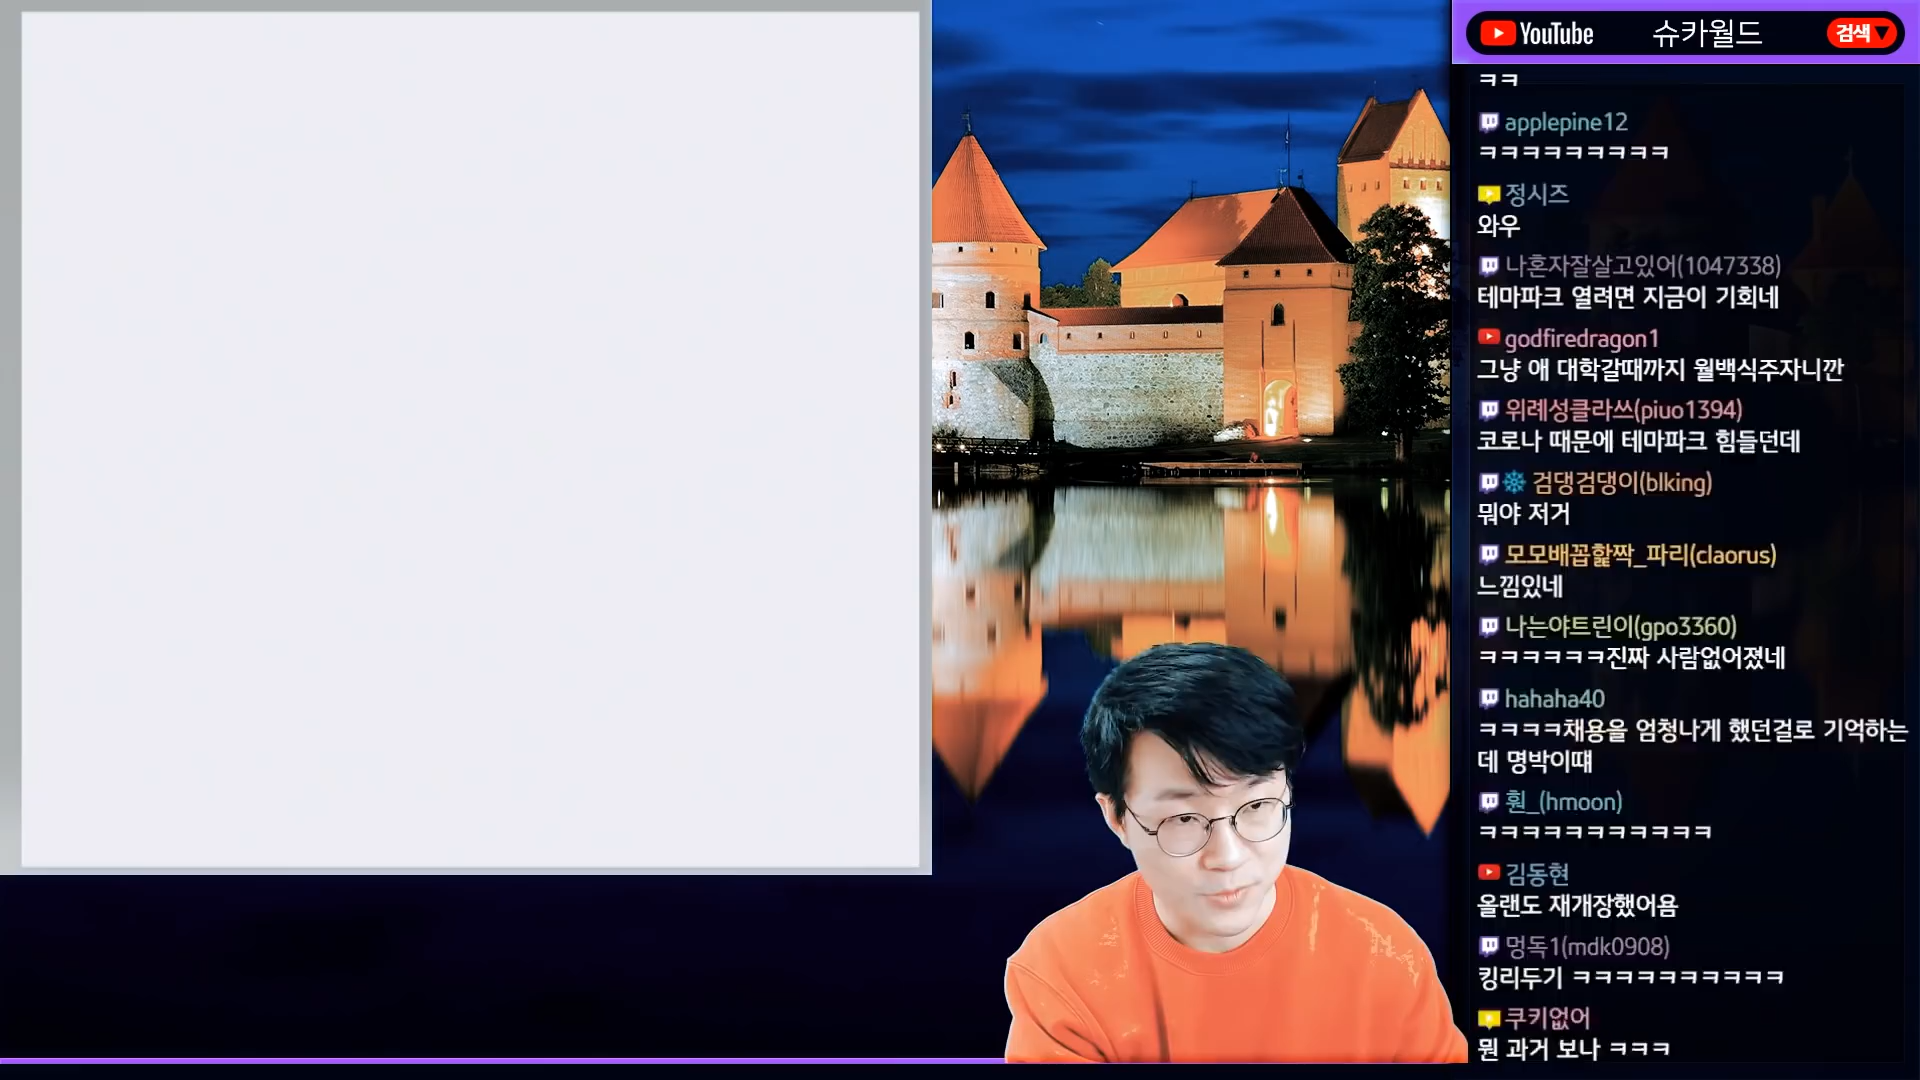 YouTube 슈카월드 검색▼
ㅋㅋ
applepine12
ㅋㅋㅋㅋㅋㅋㅋㅋㅋ
정시즈
와우
나혼자잘살고있어(1047338)
테마파크 열려면 지금이 기회네
godfiredragon1
그냥 애 대학갈때까지 월백식주자니깐
위례성클라쓰(piuo1394)
코로나 때문에 테마파크 힘들던데
검댕검댕이(blking)
뭐야 저거
모모배꼽핥짝_파리(claorus)
느낌있네
나는야트린이(gpo3360)
ㅋㅋㅋㅋㅋㅋ진짜 사람없어졌네
hahaha40
ㅋㅋㅋㅋ채용을 엄청나게 했던걸로 기억하는
데 명박이떄
훤_(hmoon)
ㅋㅋㅋㅋㅋㅋㅋㅋㅋㅋㅋ
김동현
올랜도 재개장했어욤
멍독1(mdk0908)
킹리두기 ㅋㅋㅋㅋㅋㅋㅋㅋㅋㅋ
쿠키없어
뭔 과거 보나 ㅋㅋㅋ